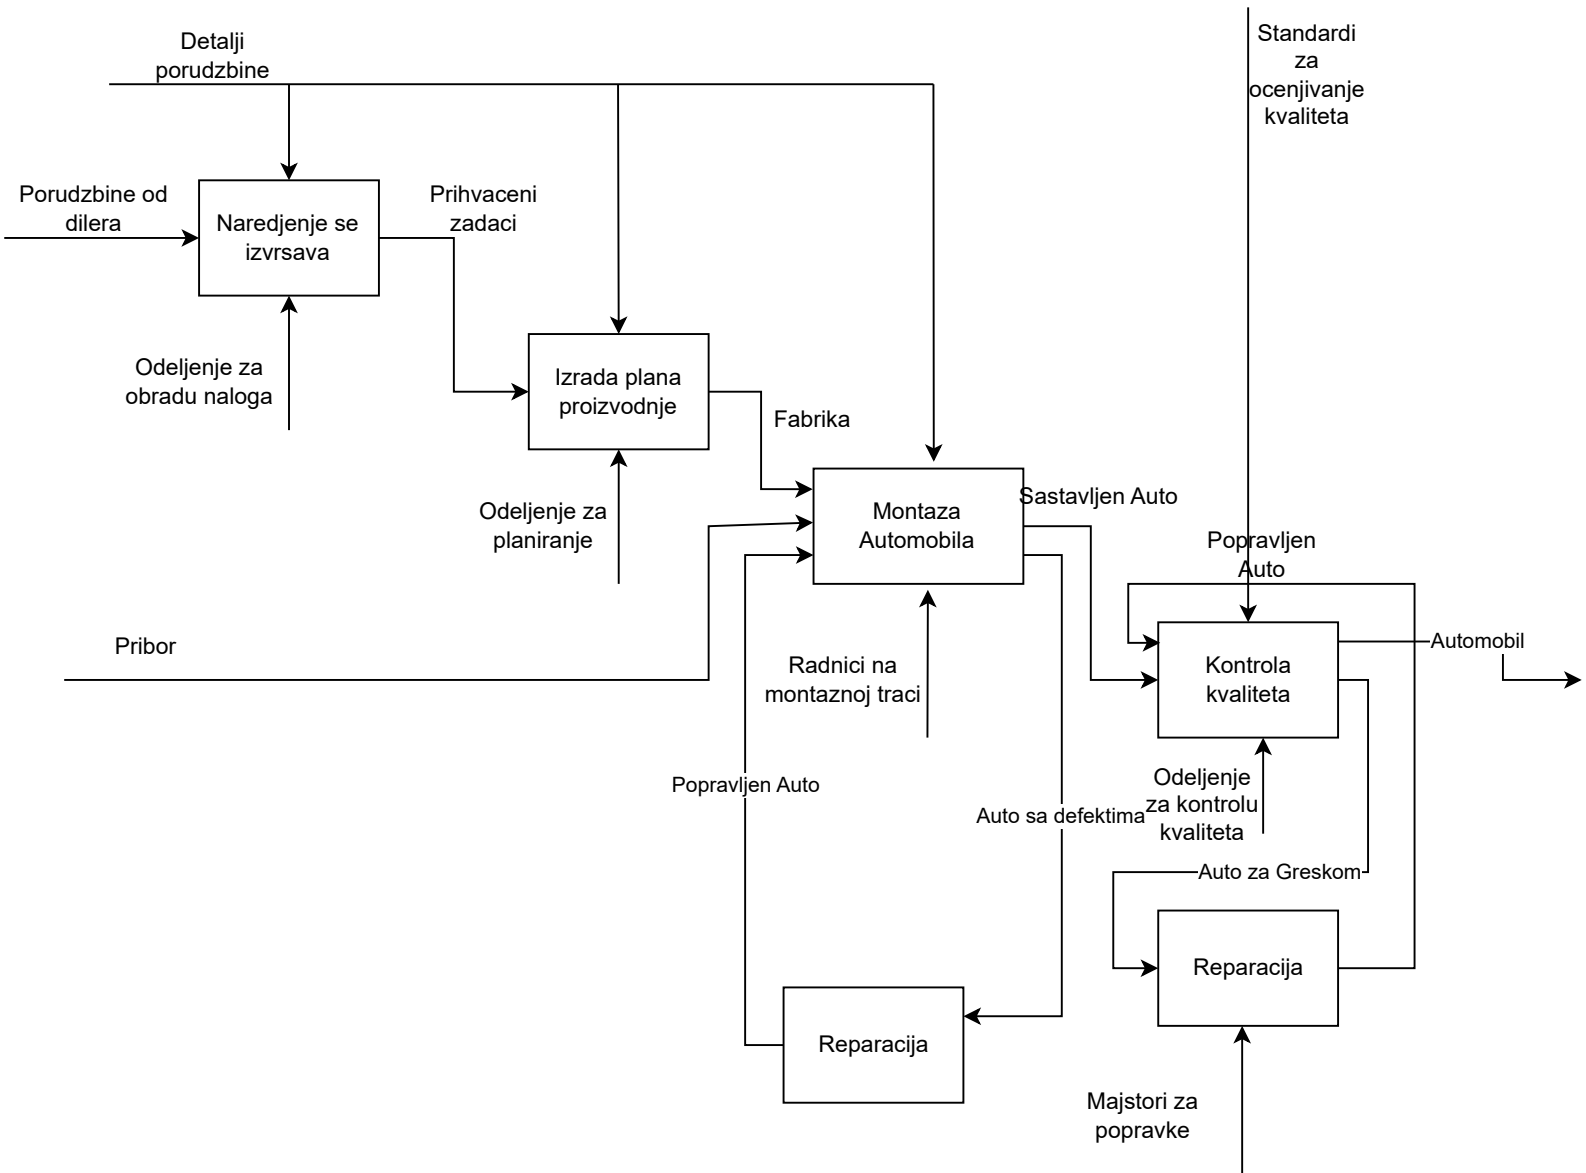 Detalji
porudzbine
Standardi
za
ocenjivanje
kvaliteta
Porudzbine od
dilera
Naredjenje se
izvrsava
Prihvaceni
zadaci
Odeljenje za
obradu naloga
Izrada plana
proizvodnje
Fabrika
Odeljenje za
planiranje
Montaza
Automobila
Sastavljen Auto
Popravljen
Auto
Pribor
Radnici na
montaznoj traci
Kontrola
kvaliteta
Automobil
Popravljen Auto
Auto sa defektima
Odeljenje
za kontrolu
kvaliteta
Auto za Greskom
Reparacija
Reparacija
Majstori za
popravke